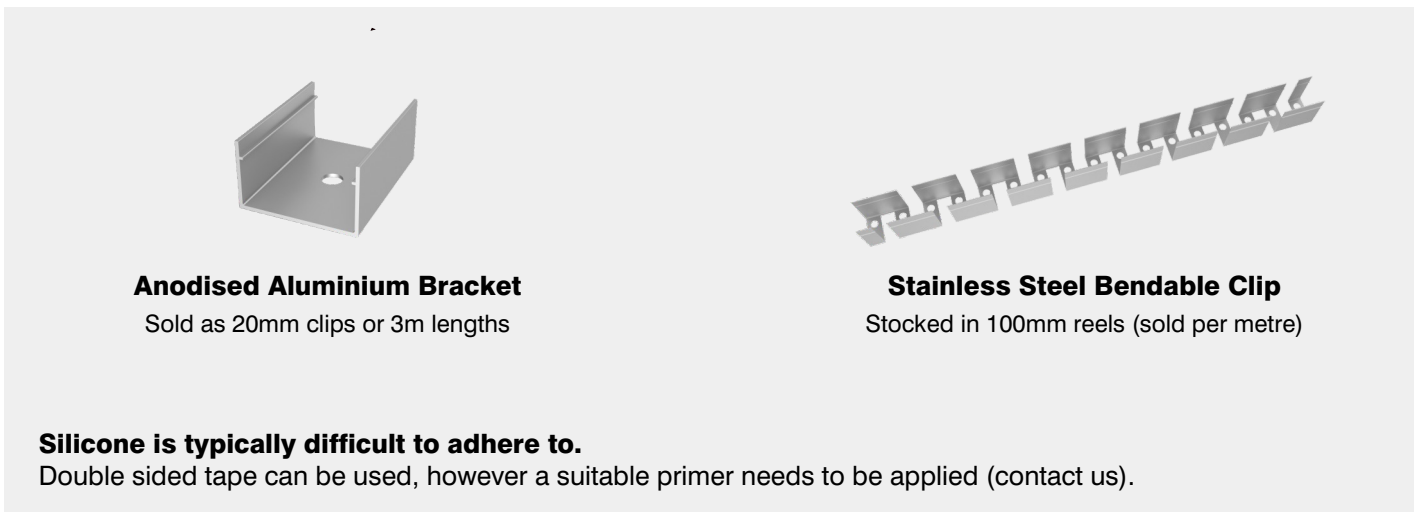 Anodised Aluminium Bracket
Sold as 20mm clips or 3m lengths
Stainless Steel Bendable Clip
Stocked in 100mm reels (sold per metre)
Silicone is typically difficult to adhere to.
Double sided tape can be used, however a suitable primer needs to be applied (contact us).